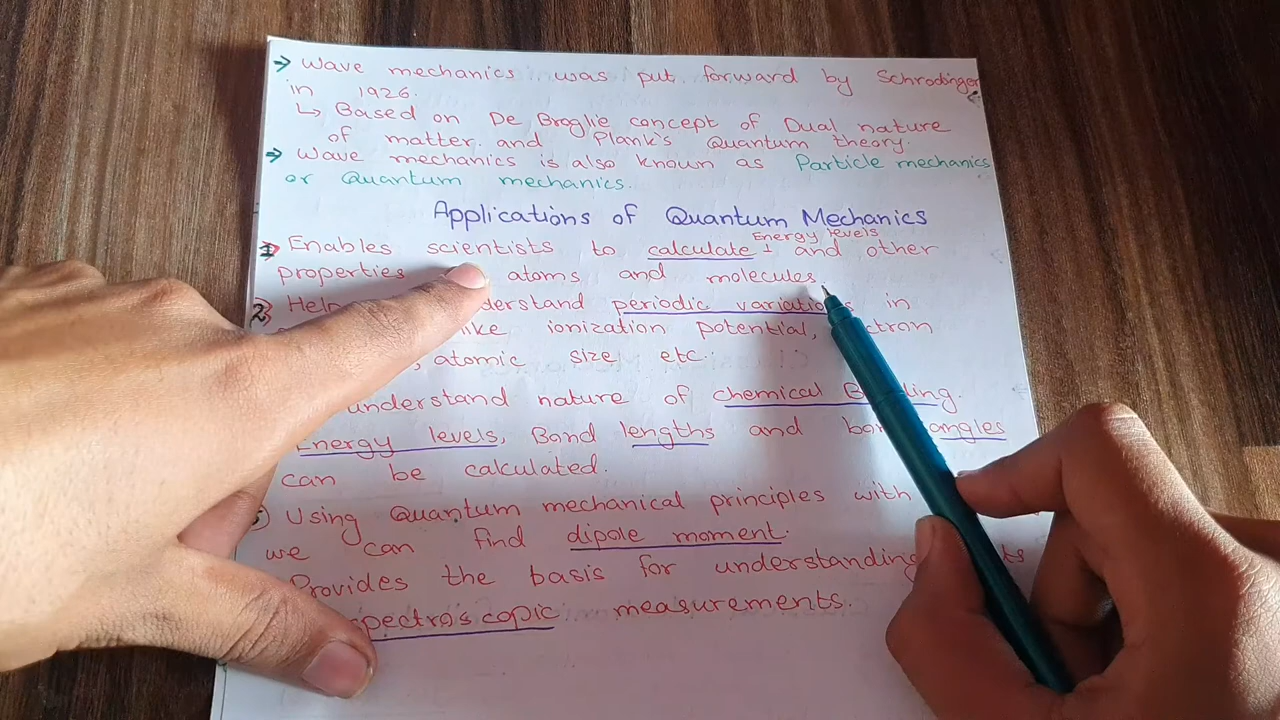 → Wave mechanics was put forward by Schrodinger
in 1926.
↳ Based on De Broglie concept of Dual nature
of matter. and Plank's Quantum theory.
→ Wave mechanics is also known as Particle mechanics
or Quantum mechanics.
Applications of Quantum Mechanics
Energy levels
1) Enables scientists to calculate ⊥ and other
properties atoms and molecules
2) Help understand periodic variations in
like ionization potential,
, atomic size etc.
understand nature of chemical Bonding.
Energy levels, Bond lengths and bond angles
can be calculated.
Using Quantum mechanical principles with
we can find dipole moment.
Provides the basis for understanding
spectroscopic measurements.